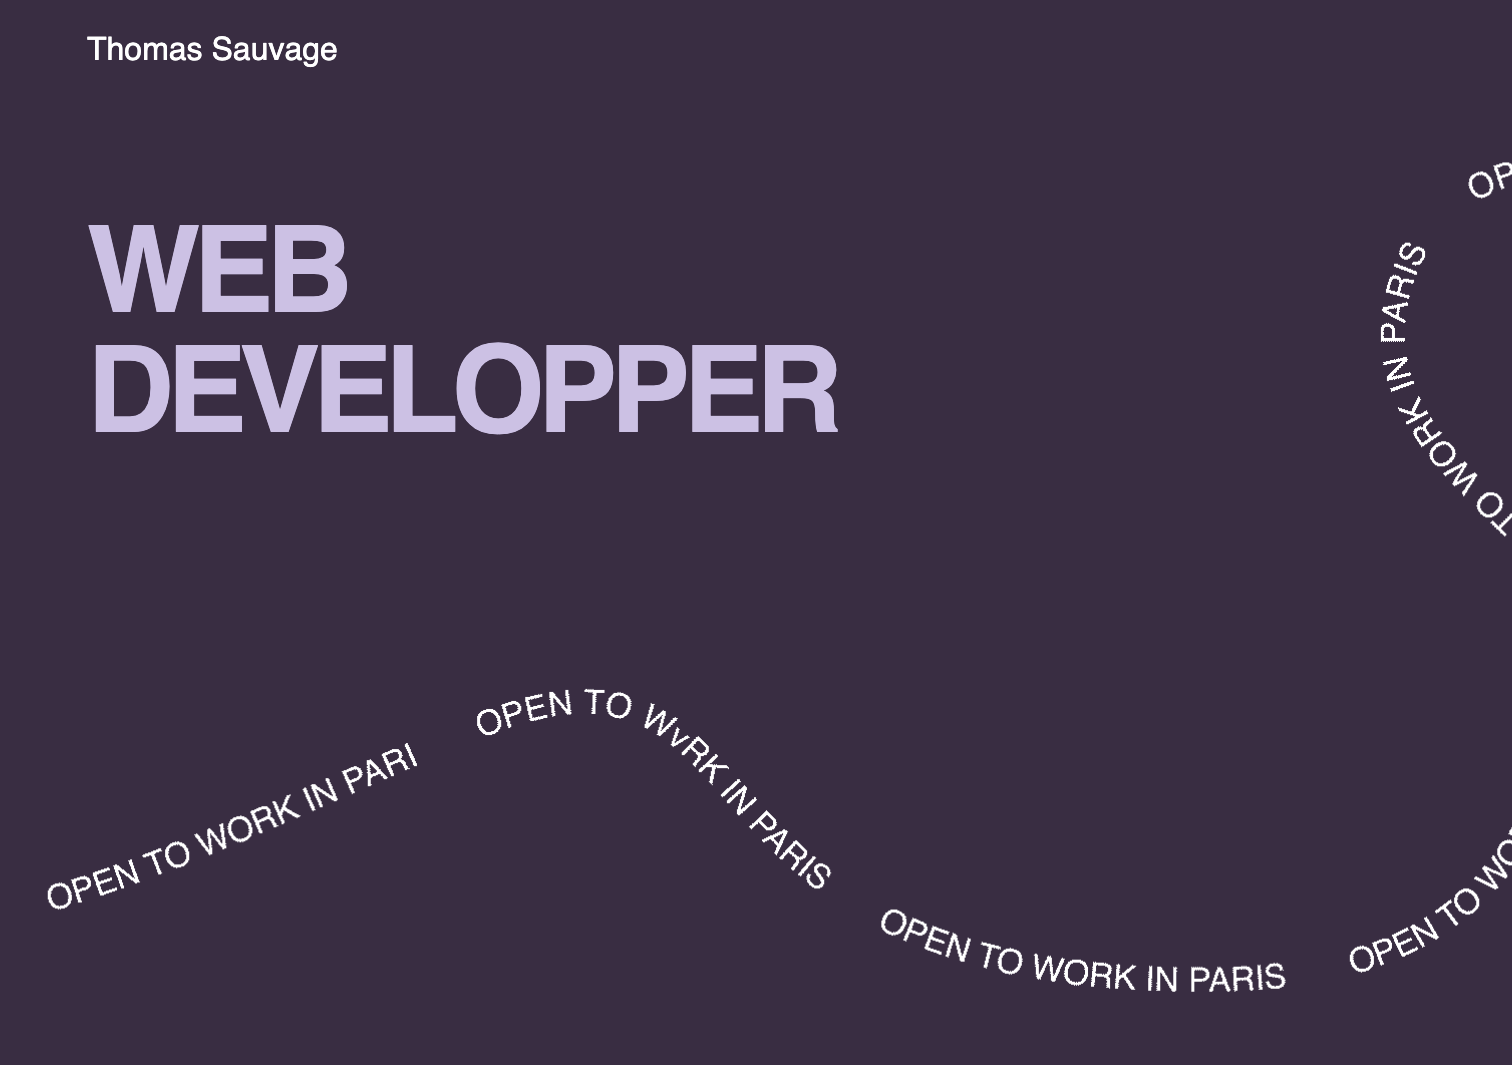 Thomas Sauvage
WEB
DEVELOPPER
OP
TO WORK IN PARIS
OPEN TO WORK IN PARI
OPEN TO WvRK IN PARIS
OPEN TO WORK IN PARIS
OPEN TO WO